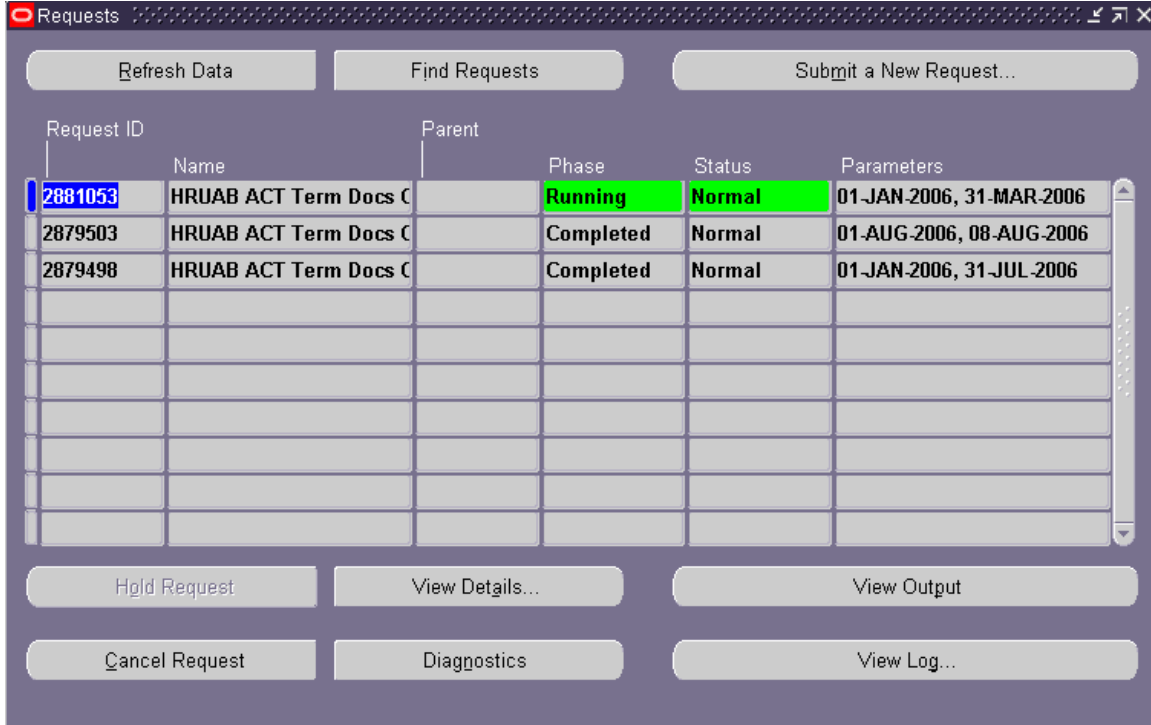 Requests
Refresh Data Find Requests Submit a New Request...
Request ID Parent
Name Phase Status Parameters
2881053 HRUAB ACT Term Docs C Running Normal 01-JAN-2006, 31-MAR-2006
2879503 HRUAB ACT Term Docs C Completed Normal 01-AUG-2006, 08-AUG-2006
2879498 HRUAB ACT Term Docs C Completed Normal 01-JAN-2006, 31-JUL-2006
Hold Request View Details... View Output
Cancel Request Diagnostics View Log...